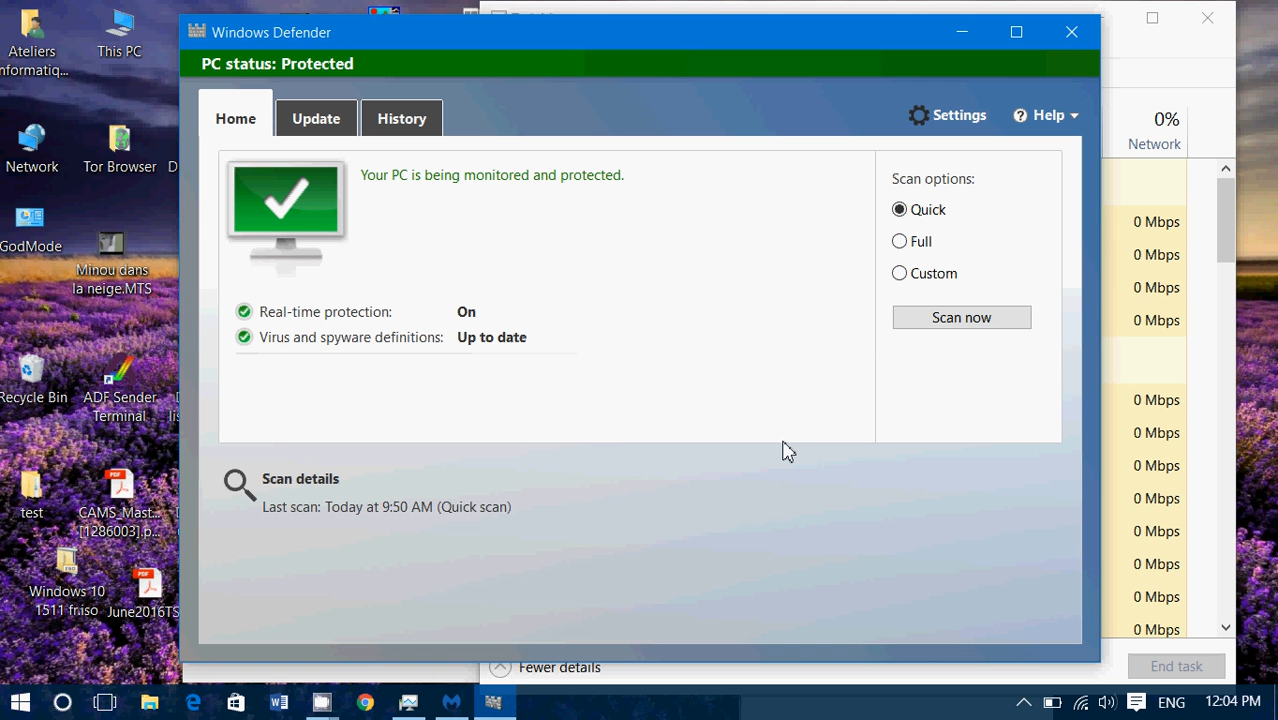 Ateliers
nformatiq...
This PC
Network
Tor Browser
D
GodMode
Minou dans
la neige.MTS
Recycle Bin
ADF Sender
Terminal
test
CAMS_Mast...
[1286003].p...
Windows 10
1511 fr.iso
June2016TS
Windows Defender
PC status: Protected
Home
Update
History
Settings
Help
Your PC is being monitored and protected.
Real-time protection: On
Virus and spyware definitions: Up to date
Scan options:
Quick
Full
Custom
Scan now
Scan details
Last scan: Today at 9:50 AM (Quick scan)
0%
Network
0 Mbps
0 Mbps
0 Mbps
0 Mbps
0 Mbps
0 Mbps
0 Mbps
0 Mbps
0 Mbps
0 Mbps
0 Mbps
0 Mbps
Fewer details
End task
ENG
12:04 PM